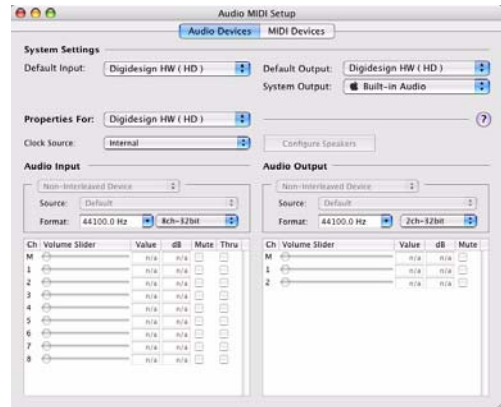 Audio MIDI Setup
Audio Devices MIDI Devices
System Settings
Default Input: Digidesign HW ( HD ) Default Output: Digidesign HW ( HD )
System Output: Built-in Audio
Properties For: Digidesign HW ( HD ) ?
Clock Source: Internal Configure Speakers
Audio Input Audio Output
Non-Interleaved Device Non-Interleaved Device
Source: Default Source: Default
Format: 44100.0 Hz 8ch-32bit Format: 44100.0 Hz 2ch-32bit
Ch Volume Slider Value dB Mute Thru Ch Volume Slider Value dB Mute
M n/a n/a M n/a n/a
1 n/a n/a 1 n/a n/a
2 n/a n/a 2 n/a n/a
3 n/a n/a
4 n/a n/a
5 n/a n/a
6 n/a n/a
7 n/a n/a
8 n/a n/a